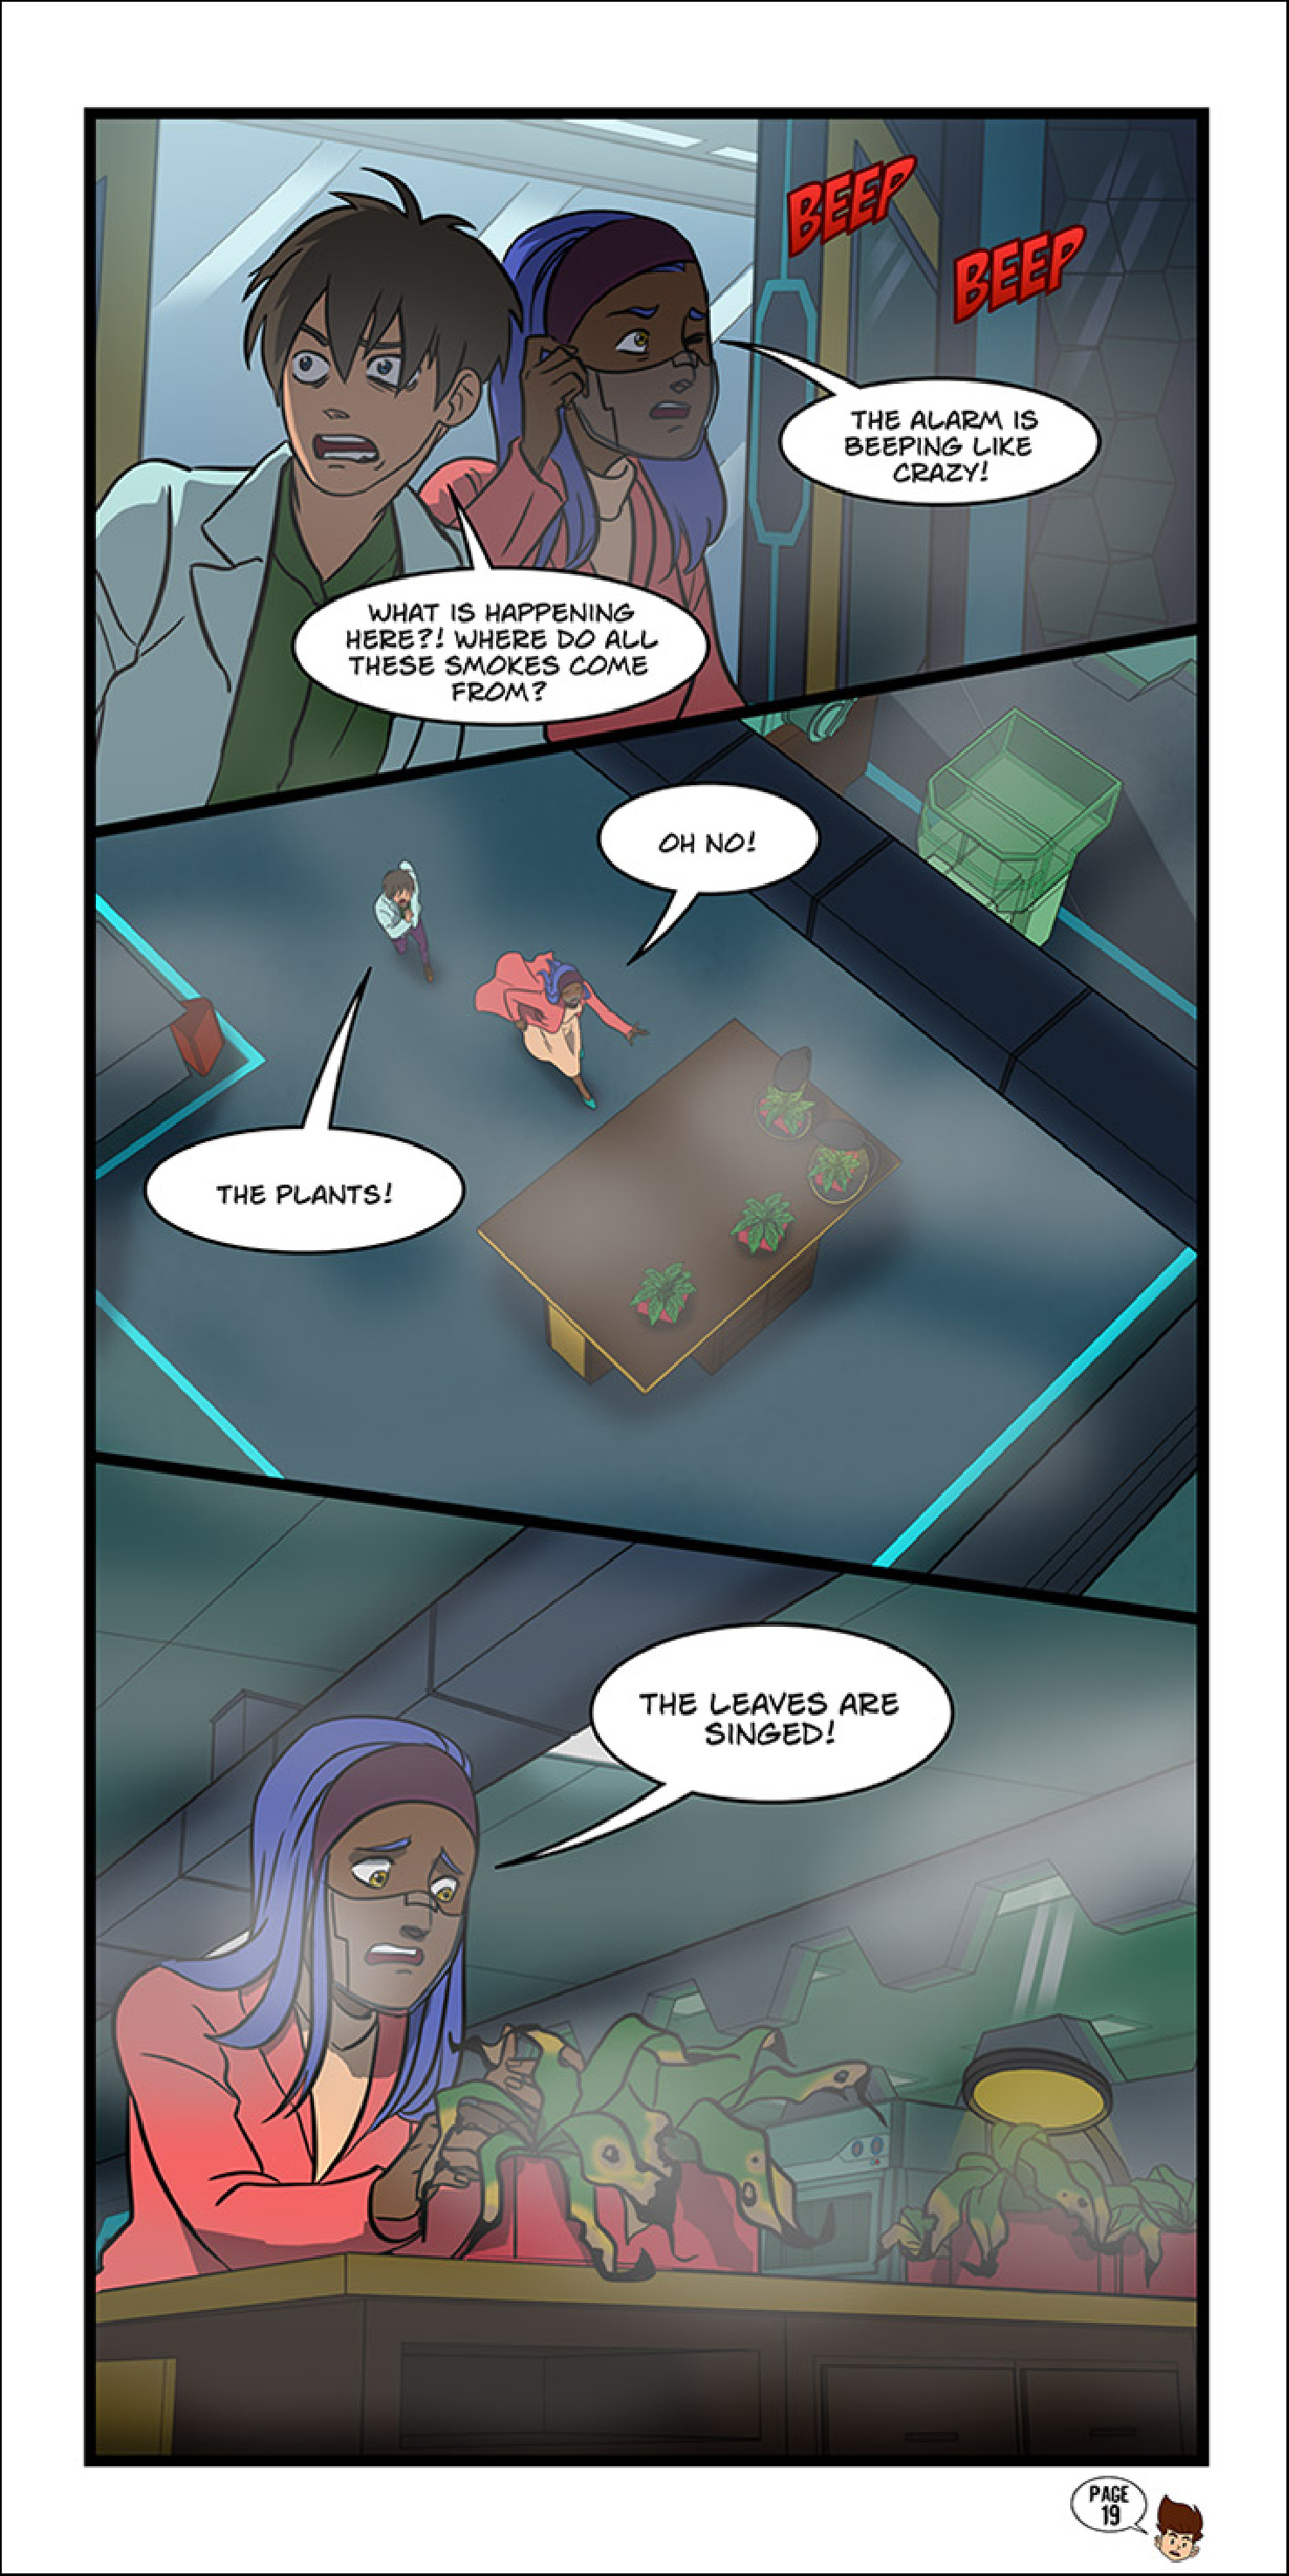 BEEP
BEEP
THE ALARM IS
BEEPING LIKE
CRAZY!
WHAT IS HAPPENING
HERE?! WHERE DO ALL
THESE SMOKES COME
FROM?
OH NO!
THE PLANTS!
THE LEAVES ARE
SINGED!
PAGE
19